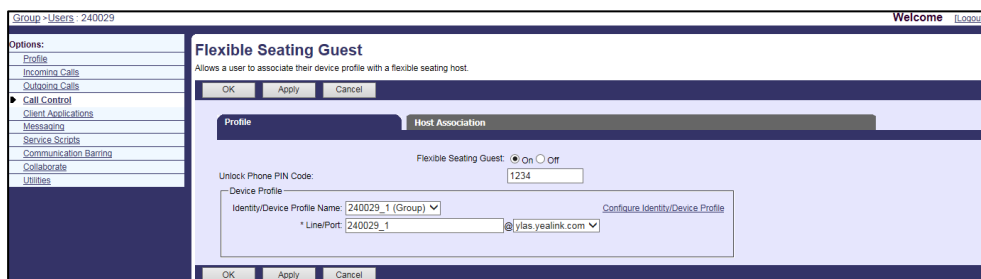 Group >Users : 240029
Welcome [Logou
Options:
Profile
Incoming Calls
Outgoing Calls
Call Control
Client Applications
Messaging
Service Scripts
Communication Barring
Collaborate
Utilities
Flexible Seating Guest
Allows a user to associate their device profile with a flexible seating host.
OK Apply Cancel
Profile Host Association
Flexible Seating Guest: On Off
Unlock Phone PIN Code: 1234
Device Profile
Identity/Device Profile Name: 240029_1 (Group) Configure Identity/Device Profile
* Line/Port: 240029_1 @ ylas.yealink.com
OK Apply Cancel